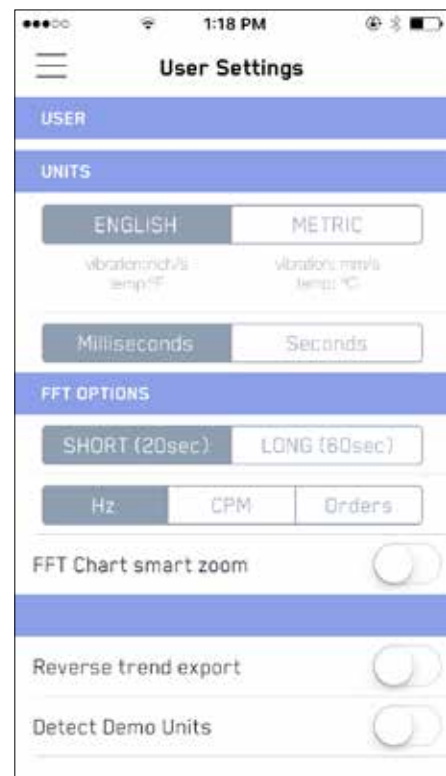 1:18 PM
User Settings
USER
UNITS
ENGLISH METRIC
vibration: inch/s vibration: mm/s
temp: °F temp: °C
Milliseconds Seconds
FFT OPTIONS
SHORT (20sec) LONG (60sec)
Hz CPM Orders
FFT Chart smart zoom
Reverse trend export
Detect Demo Units